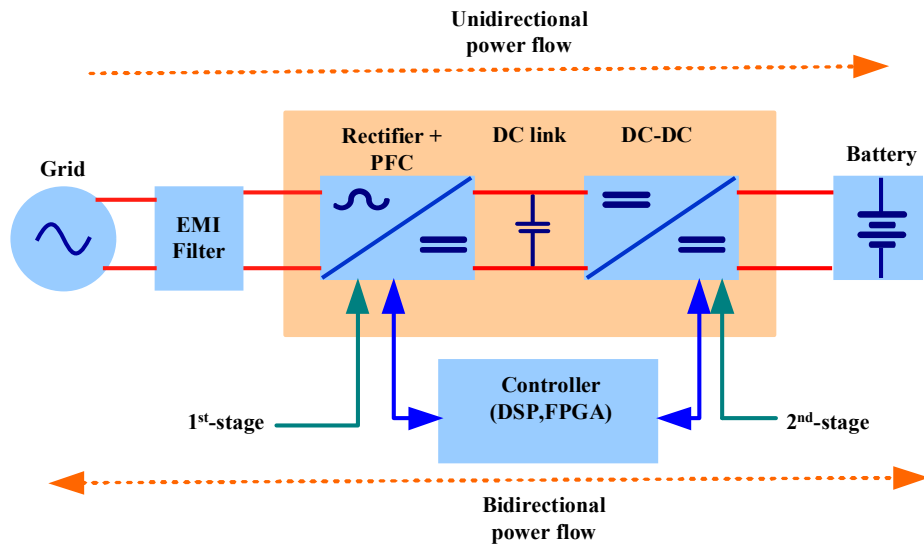 Unidirectional
power flow
Rectifier +
PFC
DC link
DC-DC
Grid
Battery
EMI
Filter
Controller
(DSP,FPGA)
1st-stage
2nd-stage
Bidirectional
power flow